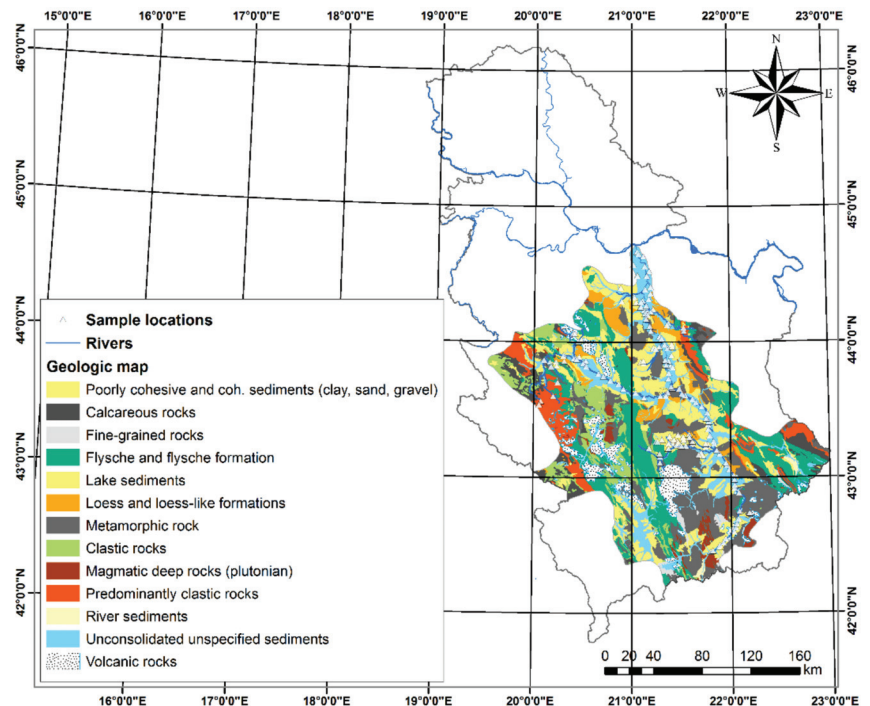 15°0'0"E 16°0'0"E 17°0'0"E 18°0'0"E 19°0'0"E 20°0'0"E 21°0'0"E 22°0'0"E 23°0'0"E
46°0'0"N
46°0'0"N
N
W
E
S
45°0'0"N
45°0'0"N
44°0'0"N
44°0'0"N
Sample locations
Rivers
Geologic map
Poorly cohesive and coh. sediments (clay, sand, gravel)
Calcareous rocks
Fine-grained rocks
Flysche and flysche formation
Lake sediments
Loess and loess-like formations
Metamorphic rock
Clastic rocks
Magmatic deep rocks (plutonian)
Predominantly clastic rocks
River sediments
Unconsolidated unspecified sediments
Volcanic rocks
43°0'0"N
43°0'0"N
42°0'0"N
42°0'0"N
0 20 40 80 120 160
km
16°0'0"E 17°0'0"E 18°0'0"E 19°0'0"E 20°0'0"E 21°0'0"E 22°0'0"E 23°0'0"E